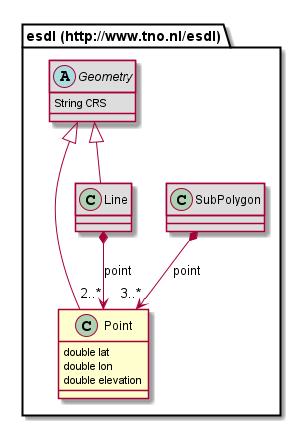 esdl (http://www.tno.nl/esdl)
A Geometry
String CRS
C Line
C SubPolygon
point
point
2..*
3..*
C Point
double lat
double lon
double elevation